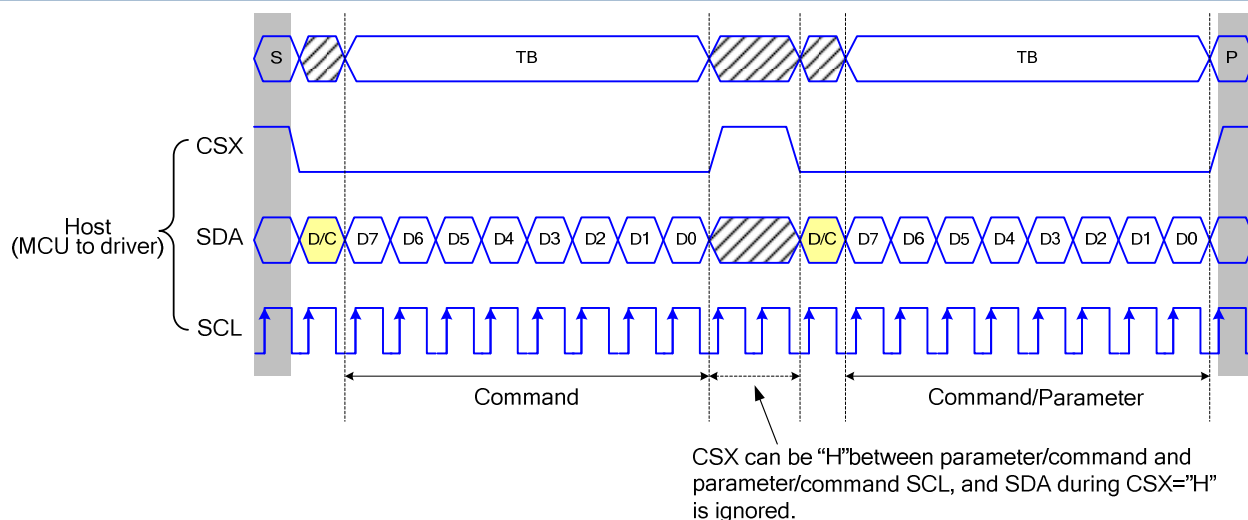 S TB TB P
CSX
Host
(MCU to driver)
SDA D/C D7 D6 D5 D4 D3 D2 D1 D0 D/C D7 D6 D5 D4 D3 D2 D1 D0
SCL
Command Command/Parameter
CSX can be “H”between parameter/command and
parameter/command SCL, and SDA during CSX=”H”
is ignored.